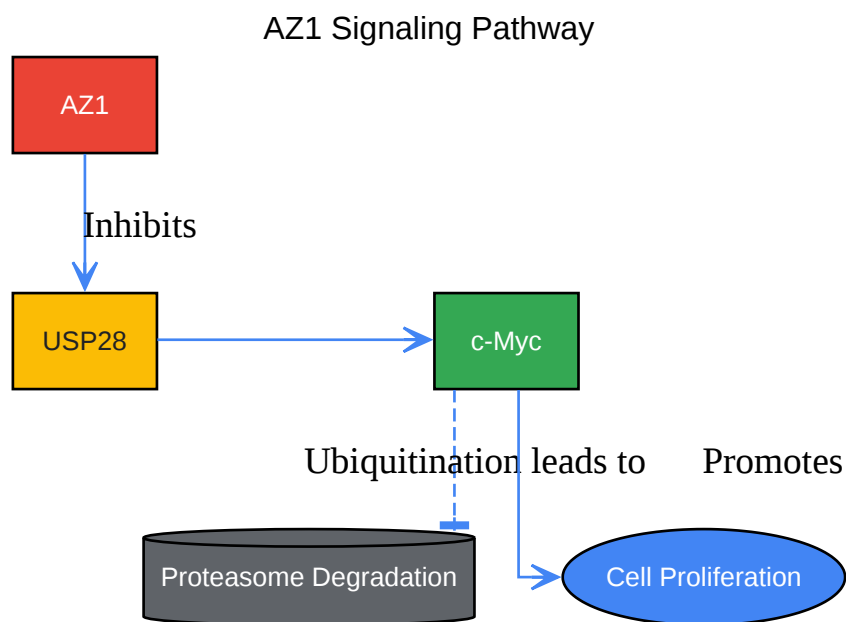 AZ1 Signaling Pathway
AZ1
Inhibits
USP28
c-Myc
Ubiquitination leads to
Promotes
Proteasome Degradation
Cell Proliferation